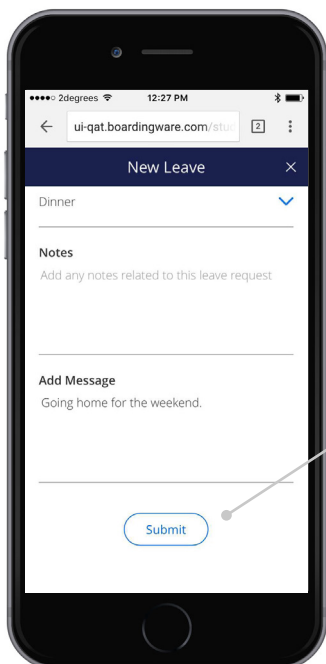 2degrees 12:27 PM
ui-qat.boardingware.com/stud 2
New Leave
Dinner
Notes
Add any notes related to this leave request
Add Message
Going home for the weekend.
Submit